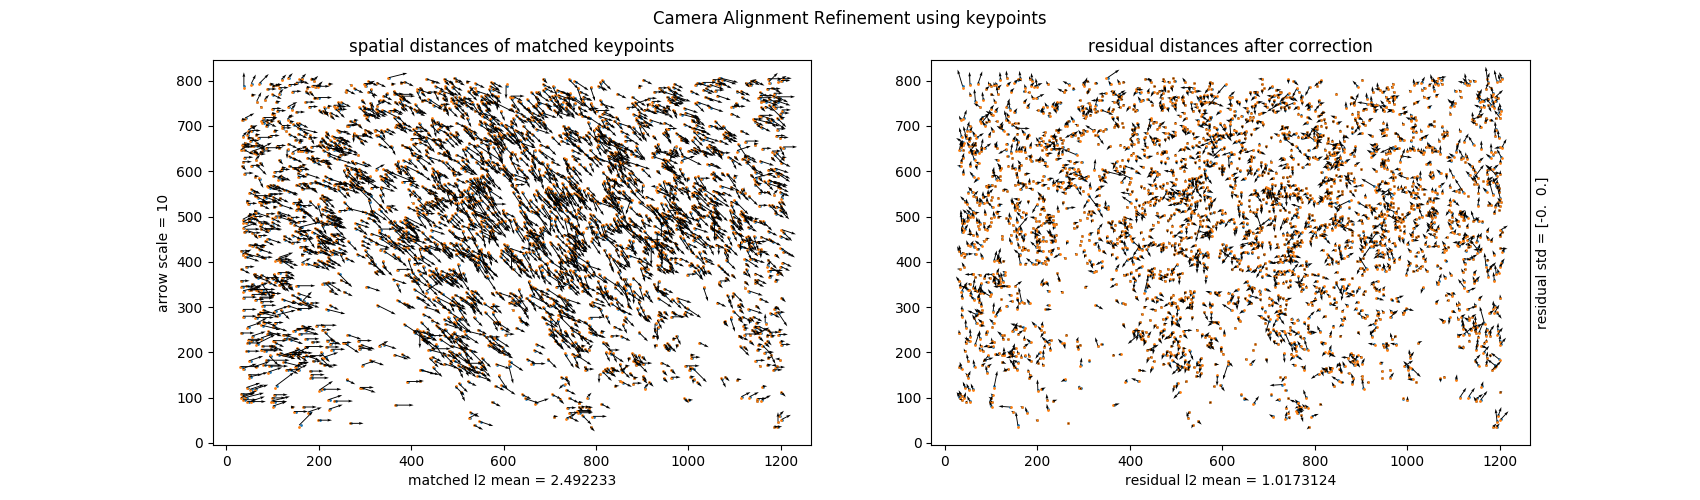 Camera Alignment Refinement using keypoints
spatial distances of matched keypoints
800
700
600
500
400
300
200
100
0
arrow scale = 10
0 200 400 600 800 1000 1200
matched l2 mean = 2.492233
residual distances after correction
800
700
600
500
400
300
200
100
0
0 200 400 600 800 1000 1200
residual l2 mean = 1.0173124
residual std = [-0. 0.]